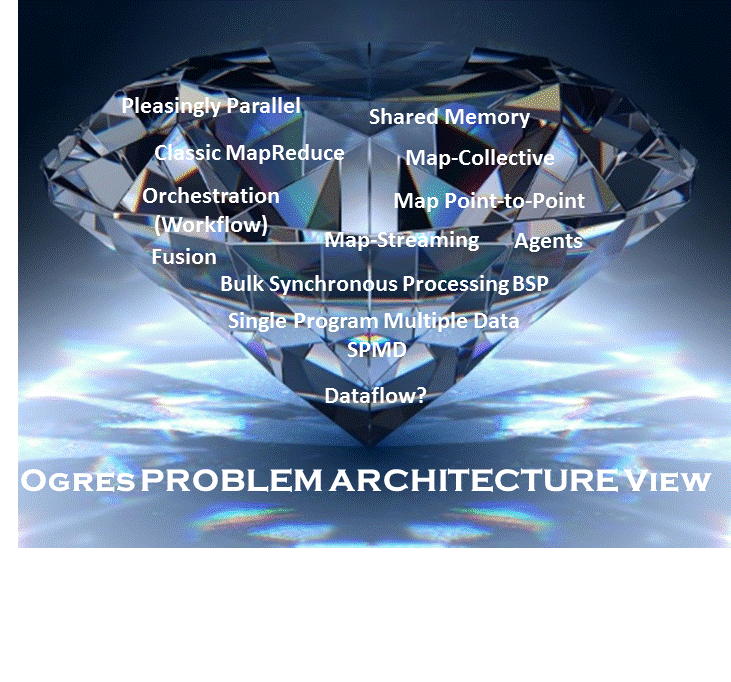 Pleasingly Parallel
Shared Memory
Classic MapReduce
Map-Collective
Orchestration
(Workflow)
Map Point-to-Point
Map-Streaming
Agents
Fusion
Bulk Synchronous Processing BSP
Single Program Multiple Data
SPMD
Dataflow?
OGRES PROBLEM ARCHITECTURE VIEW